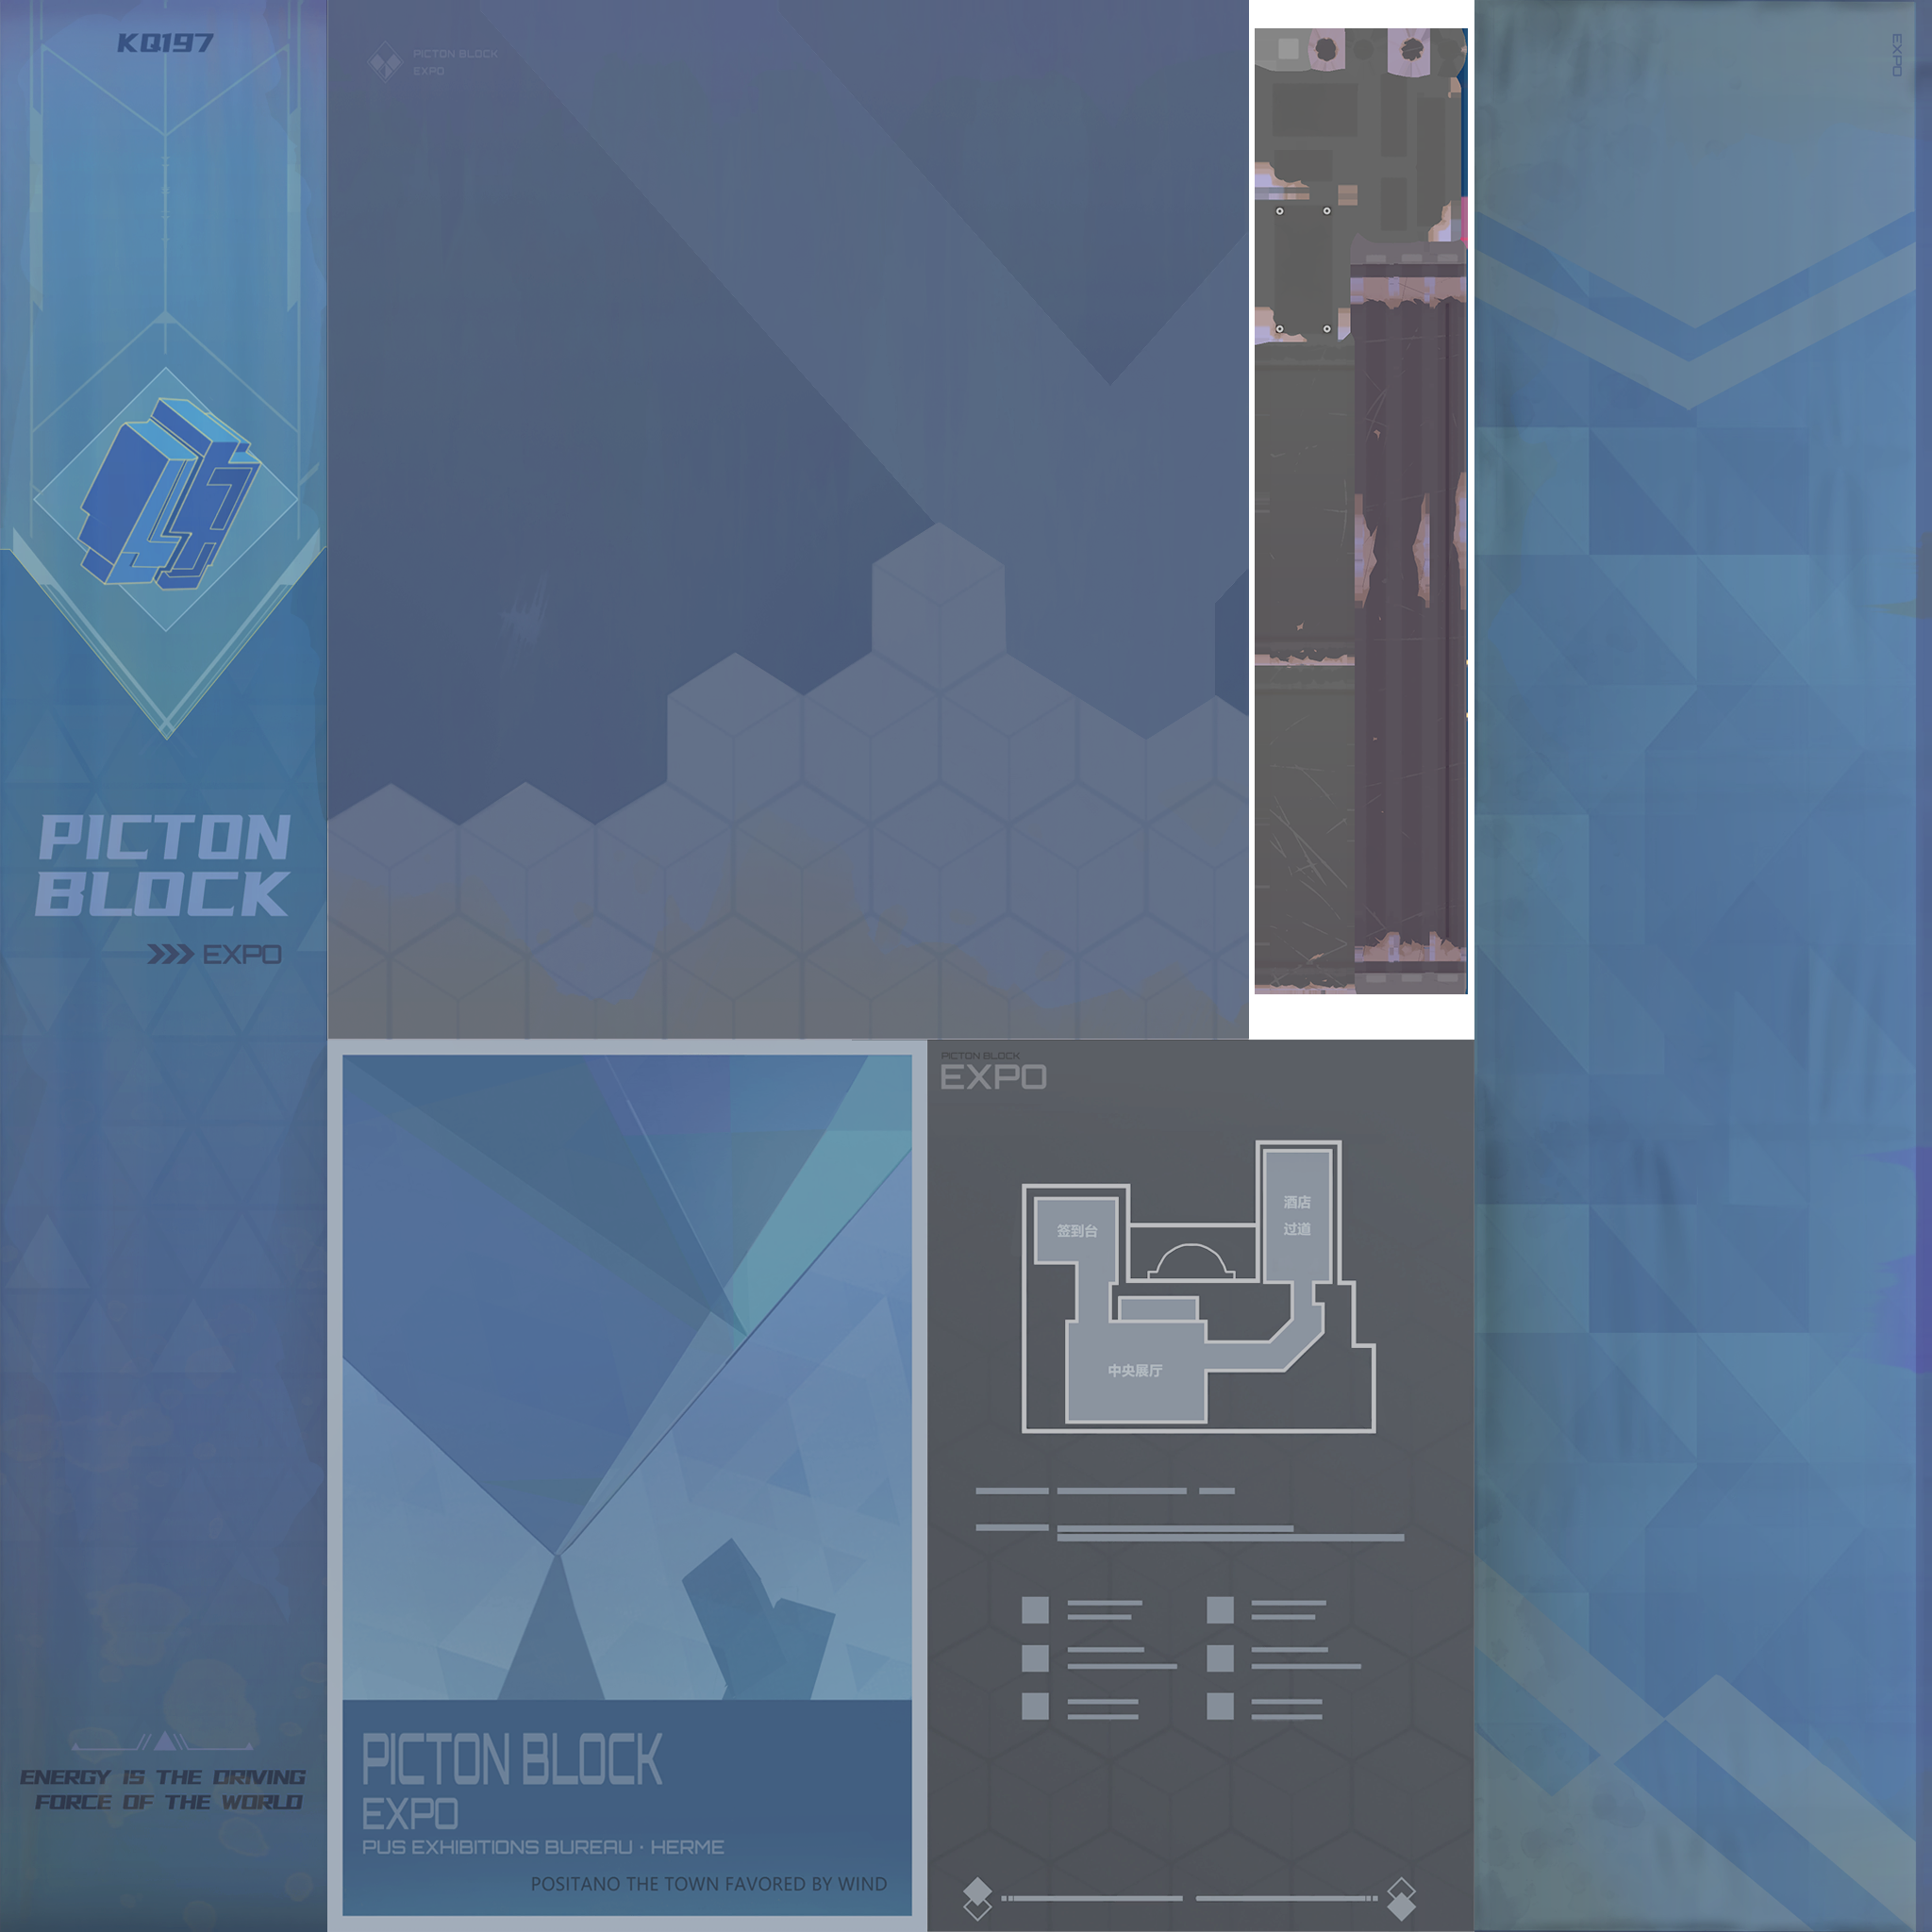 KQ197
PICTON
BLOCK
EXPO
ENERGY IS THE DRIVING
FORCE OF THE WORLD
PICTON BLOCK
EXPO
PICTON BLOCK
EXPO
PUS EXHIBITIONS BUREAU · HERME
POSITANO THE TOWN FAVORED BY WIND
PICTON BLOCK
EXPO
签到台
酒店
过道
中央展厅
EXPO